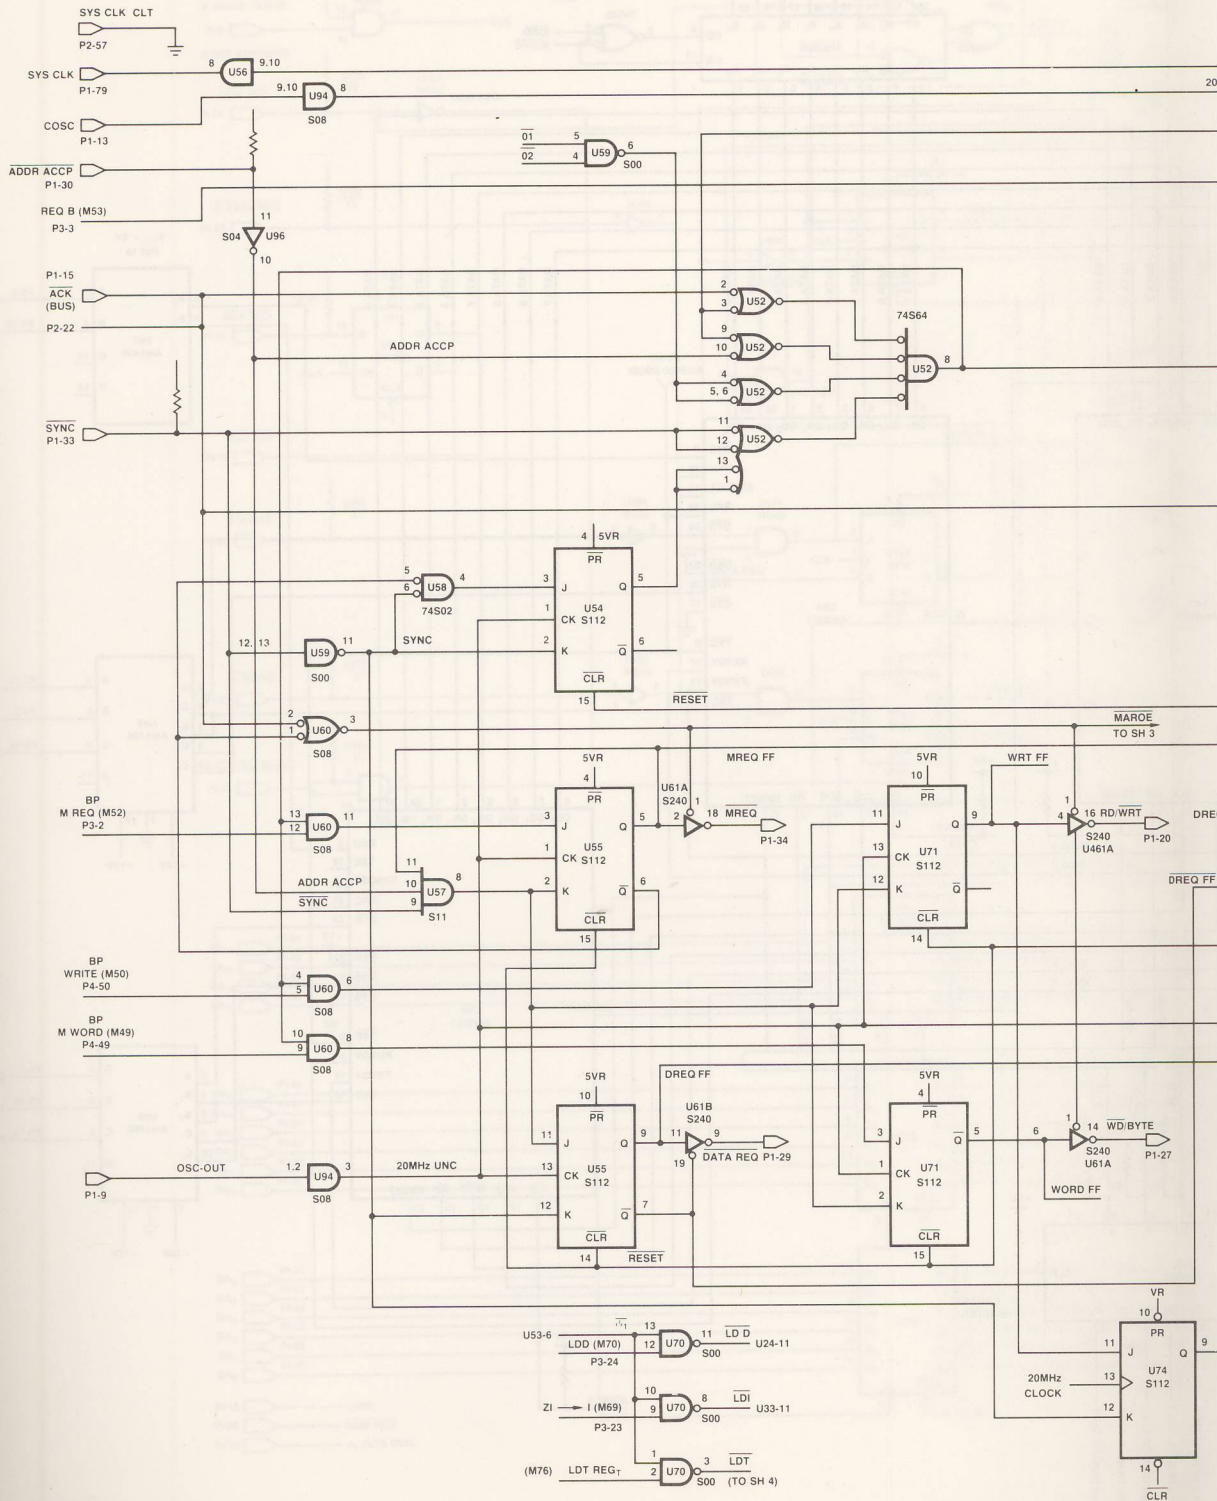 SYS CLK CLT
P2-57
SYS CLK
P1-79
8
U56
9.10
9.10
U94
8
S08
20
COSC
P1-13
ADDR ACCP
P1-30
REQ B (M53)
P3-3
11
S04
U96
10
01
02
5
4
U59
6
S00
P1-15
ACK
(BUS)
P2-22
ADDR ACCP
2
3
U52
9
10
U52
4
5, 6
U52
11
12
U52
13
1
74S64
U52
8
SYNC
P1-33
4
5VR
PR
5
6
U58
4
74S02
3
J
Q
5
1
CK
U54
S112
2
K
Q
6
CLR
15
RESET
12, 13
U59
11
S00
SYNC
2
1
U60
3
S08
MAROE
TO SH 3
BP
M REQ (M52)
P3-2
13
12
U60
11
S08
5VR
4
PR
3
J
Q
5
1
CK
U55
S112
2
K
Q
6
CLR
15
MREQ FF
U61A
S240
1
2
18
MREQ
P1-34
5VR
10
PR
WRT FF
11
J
Q
9
13
CK
U71
S112
12
K
Q
CLR
14
1
4
16
RD/WRT
S240
U461A
P1-20
DRE
DREQ FF
ADDR ACCP
SYNC
11
10
9
U57
8
S11
BP
WRITE (M50)
P4-50
4
5
U60
6
S08
BP
M WORD (M49)
P4-49
10
9
U60
8
S08
5VR
10
PR
DREQ FF
U61B
S240
11
J
Q
9
11
9
DATA REQ
P1-29
19
13
CK
U55
S112
12
K
Q
7
CLR
14
RESET
5VR
4
PR
3
J
Q
5
1
CK
U71
S112
2
K
CLR
15
6
1
14
WD/BYTE
S240
U61A
P1-27
WORD FF
OSC-OUT
P1-9
1.2
U94
3
S08
20MHz UNC
U53-6
13
LDD (M70)
12
P3-24
U70
11
S00
LD D
U24-11
ZI → I (M69)
P3-23
10
9
U70
8
S00
LDI
U33-11
(M76)
LDT REGT
1
2
U70
3
S00
LDT
(TO SH 4)
VR
10
PR
11
J
Q
9
20MHz
CLOCK
13
U74
S112
12
K
14
CLR